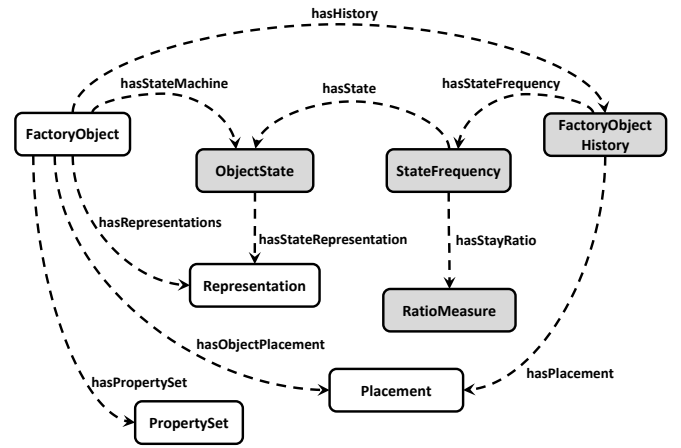 hasHistory
hasStateMachine
hasState
hasStateFrequency
FactoryObject
FactoryObject
History
ObjectState
StateFrequency
hasRepresentations
hasStateRepresentation
hasStayRatio
Representation
RatioMeasure
hasObjectPlacement
hasPropertySet
hasPlacement
Placement
PropertySet